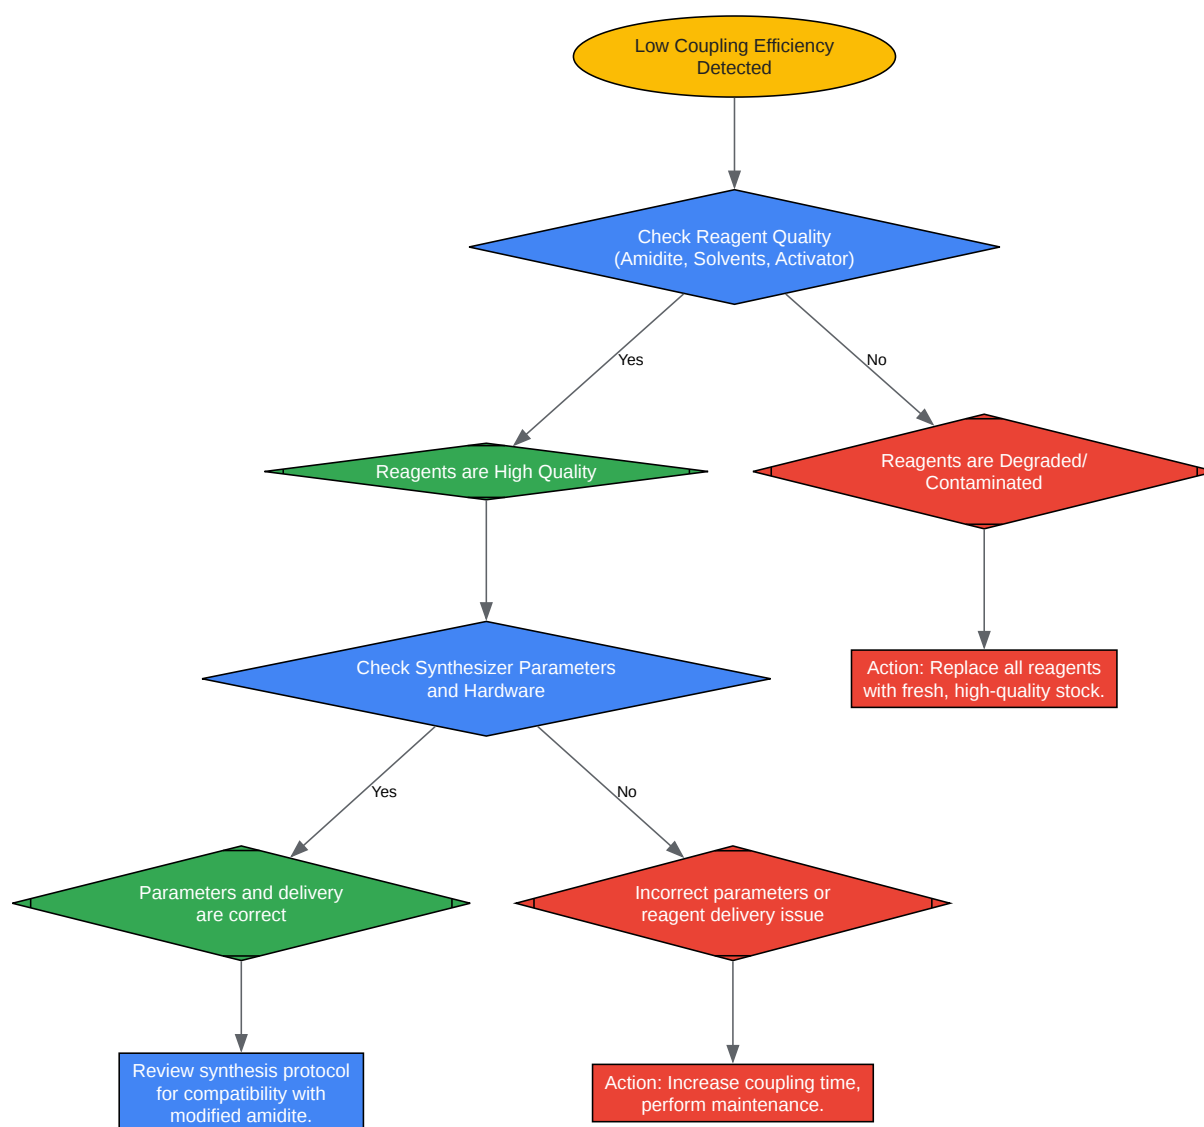 Low Coupling Efficiency
Detected
Check Reagent Quality
(Amidite, Solvents, Activator)
Yes
No
Reagents are High Quality
Reagents are Degraded/
Contaminated
Check Synthesizer Parameters
and Hardware
Action: Replace all reagents
with fresh, high-quality stock.
Yes
No
Parameters and delivery
are correct
Incorrect parameters or
reagent delivery issue
Review synthesis protocol
for compatibility with
modified amidite.
Action: Increase coupling time,
perform maintenance.